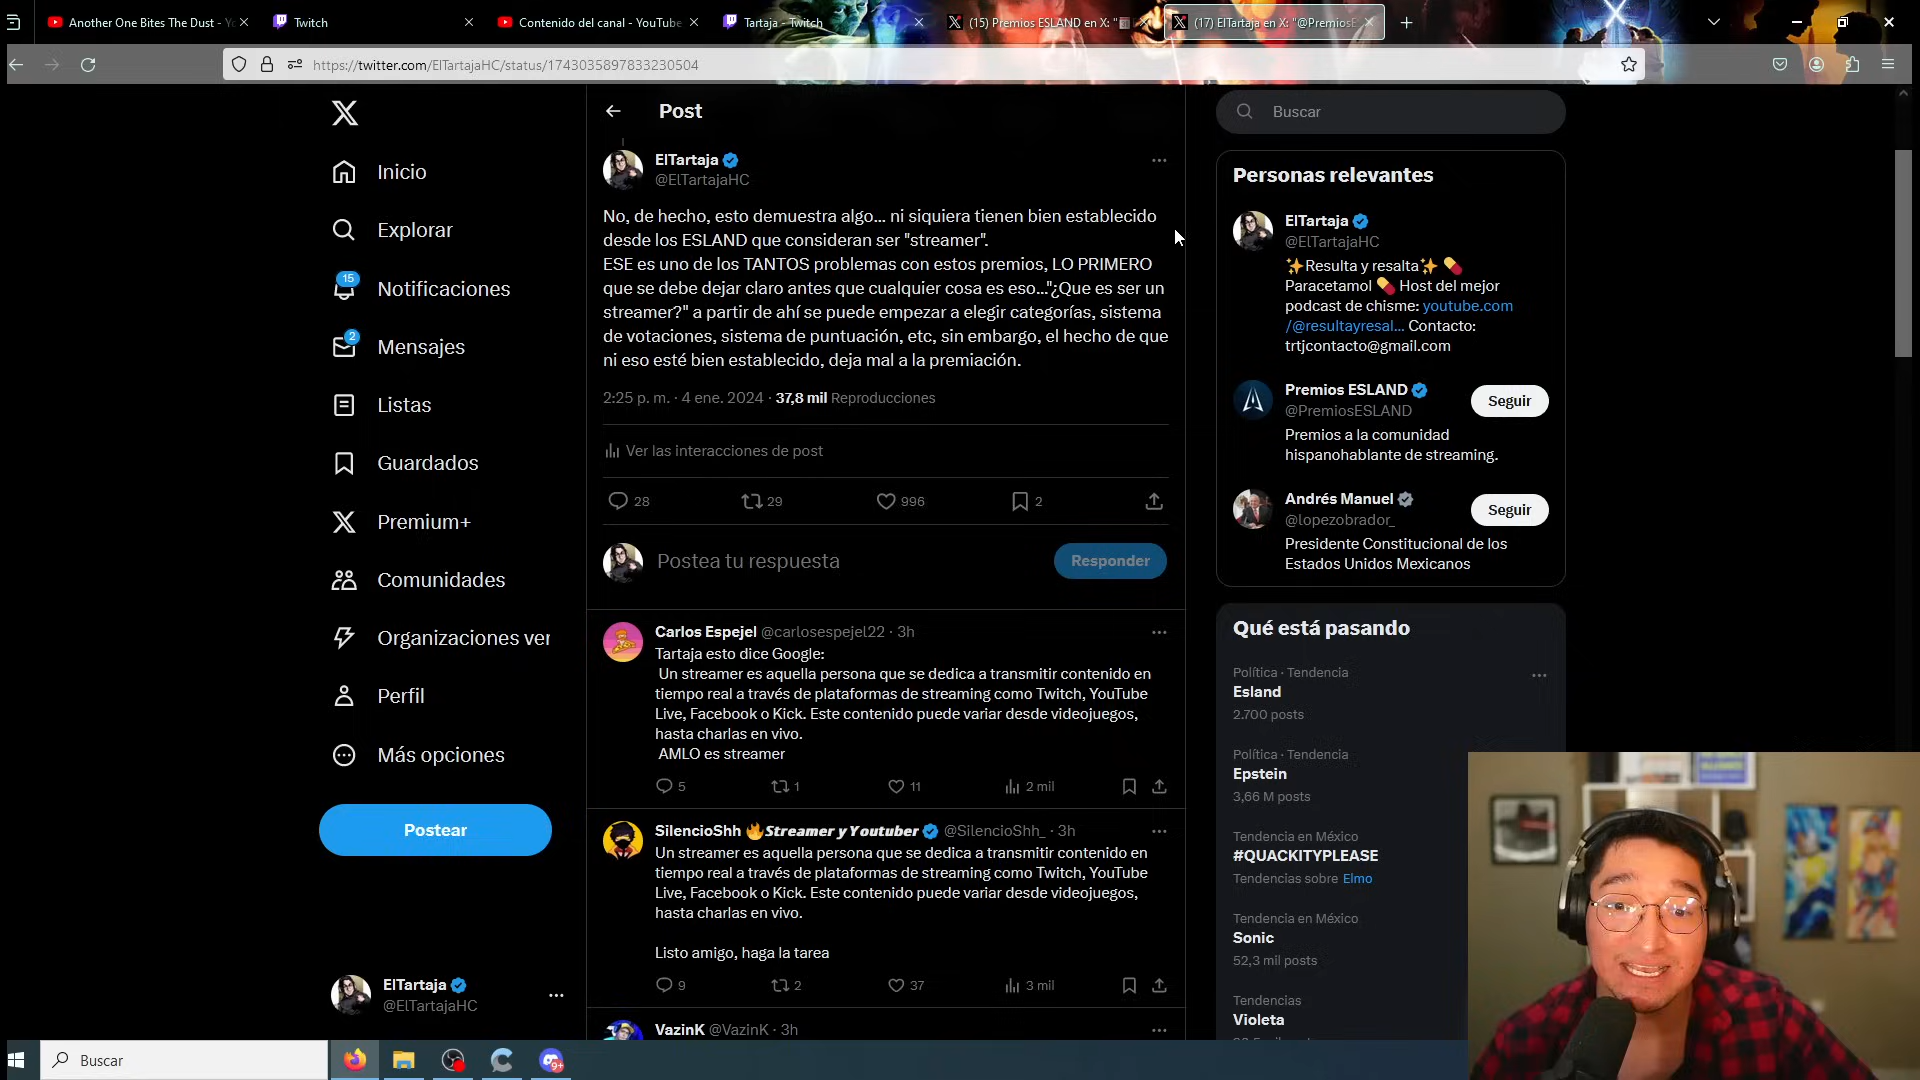 Another One Bites The Dust - Yo
Twitch
Contenido del canal - YouTube
Tartaja - Twitch
(15) Premios ESLAND en X: "
(17) ElTartaja en X: "@PremiosE
https://twitter.com/ElTartajaHC/status/1743035897833230504
Inicio
Explorar
15
Notificaciones
2
Mensajes
Listas
Guardados
Premium+
Comunidades
Organizaciones ver
Perfil
Más opciones
Postear
ElTartaja
@ElTartajaHC
Post
ElTartaja
@ElTartajaHC
No, de hecho, esto demuestra algo... ni siquiera tienen bien establecido
desde los ESLAND que consideran ser "streamer".
ESE es uno de los TANTOS problemas con estos premios, LO PRIMERO
que se debe dejar claro antes que cualquier cosa es eso..."¿Que es ser un
streamer?" a partir de ahí se puede empezar a elegir categorías, sistema
de votaciones, sistema de puntuación, etc, sin embargo, el hecho de que
ni eso esté bien establecido, deja mal a la premiación.
2:25 p. m. · 4 ene. 2024 · 37,8 mil Reproducciones
Ver las interacciones de post
28 29 996 2
Postea tu respuesta
Responder
Carlos Espejel @carlosespejel22 · 3h
Tartaja esto dice Google:
Un streamer es aquella persona que se dedica a transmitir contenido en
tiempo real a través de plataformas de streaming como Twitch, YouTube
Live, Facebook o Kick. Este contenido puede variar desde videojuegos,
hasta charlas en vivo.
AMLO es streamer
5 1 11 2 mil
SilencioShh 🔥Streamer y Youtuber @SilencioShh_ · 3h
Un streamer es aquella persona que se dedica a transmitir contenido en
tiempo real a través de plataformas de streaming como Twitch, YouTube
Live, Facebook o Kick. Este contenido puede variar desde videojuegos,
hasta charlas en vivo.
Listo amigo, haga la tarea
9 2 37 3 mil
VazinK @VazinK · 3h
Buscar
Personas relevantes
ElTartaja
@ElTartajaHC
✨Resulta y resalta✨ 💊
Paracetamol 💊 Host del mejor
podcast de chisme: youtube.com
/@resultayresal... Contacto:
trtjcontacto@gmail.com
Premios ESLAND
@PremiosESLAND
Seguir
Premios a la comunidad
hispanohablante de streaming.
Andrés Manuel
@lopezobrador_
Seguir
Presidente Constitucional de los
Estados Unidos Mexicanos
Qué está pasando
Política · Tendencia
Esland
2.700 posts
Política · Tendencia
Epstein
3,66 M posts
Tendencia en México
#QUACKITYPLEASE
Tendencias sobre Elmo
Tendencia en México
Sonic
52,3 mil posts
Tendencias
Violeta
Buscar
9+